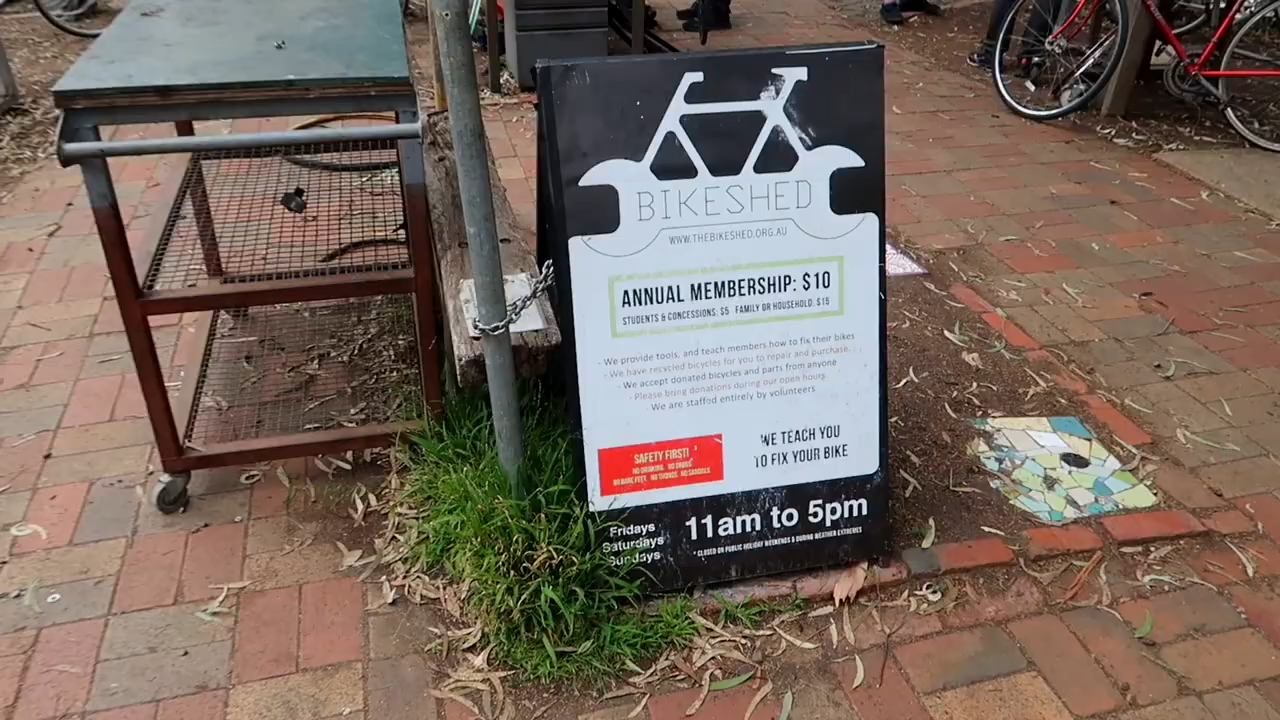 BIKESHED
WWW.THEBIKESHED.ORG.AU
ANNUAL MEMBERSHIP: $10
STUDENTS & CONCESSIONS: $5 FAMILY OR HOUSEHOLD: $15
- We provide tools, and teach members how to fix their bikes
- We have recycled bicycles for you to repair and purchase...
- We accept donated bicycles and parts from anyone
- Please bring donations during our open hours
- We are staffed entirely by volunteers
SAFETY FIRST!
NO DRINKING. NO DRUGS.
NO BARE FEET. NO THONGS. NO SANDALS.
WE TEACH YOU
TO FIX YOUR BIKE
Fridays
Saturdays
Sundays
11am to 5pm
* CLOSED ON PUBLIC HOLIDAY WEEKENDS & DURING WEATHER EXTREMES